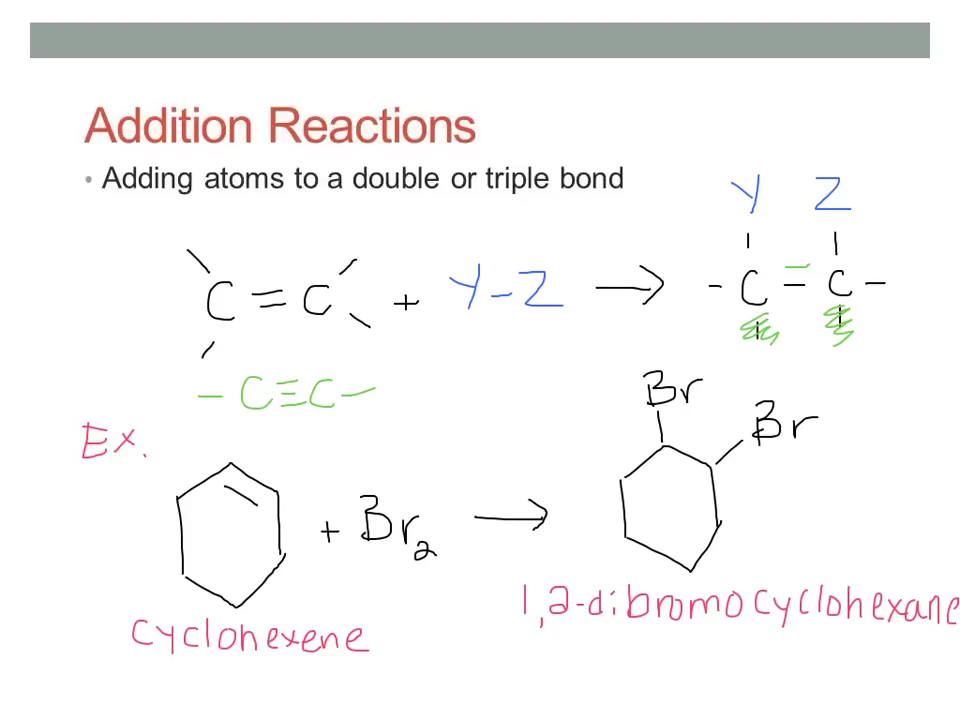 Addition Reactions
• Adding atoms to a double or triple bond
Y Z
C = C + Y - Z → - C = C -
- C ≡ C -
Br
Br
Ex.
+ Br2 →
1,2-dibromocyclohexane
cyclohexene